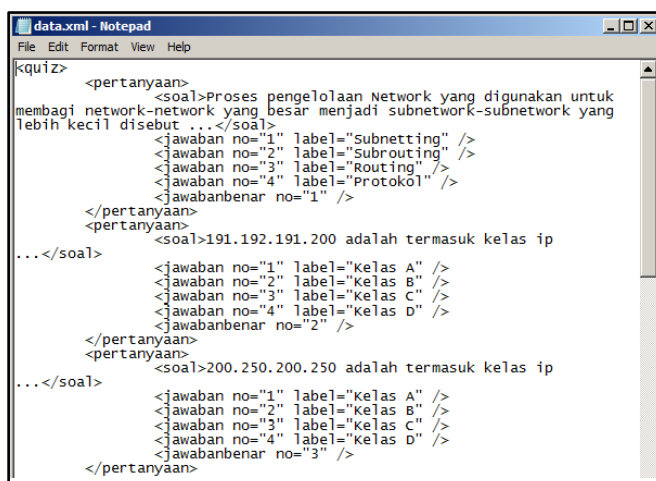 data.xml - Notepad
File Edit Format View Help
<quiz>
<pertanyaan>
<soal>Proses pengelolaan Network yang digunakan untuk
membagi network-network yang besar menjadi subnetwork-subnetwork yang
lebih kecil disebut ...</soal>
<jawaban no="1" label="Subnetting" />
<jawaban no="2" label="Subrouting" />
<jawaban no="3" label="Routing" />
<jawaban no="4" label="Protokol" />
<jawabanbenar no="1" />
</pertanyaan>
<pertanyaan>
<soal>191.192.191.200 adalah termasuk kelas ip
...</soal>
<jawaban no="1" label="Kelas A" />
<jawaban no="2" label="Kelas B" />
<jawaban no="3" label="Kelas C" />
<jawaban no="4" label="Kelas D" />
<jawabanbenar no="2" />
</pertanyaan>
<pertanyaan>
<soal>200.250.200.250 adalah termasuk kelas ip
...</soal>
<jawaban no="1" label="Kelas A" />
<jawaban no="2" label="Kelas B" />
<jawaban no="3" label="Kelas C" />
<jawaban no="4" label="Kelas D" />
<jawabanbenar no="3" />
</pertanyaan>